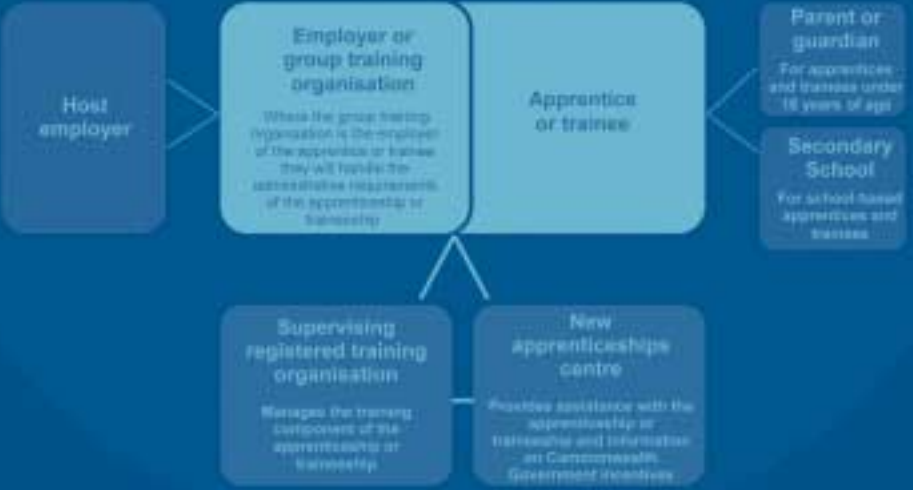 Host
employer
Employer or
group training
organisation
Where the group training
organisation is the employer
of the apprentice or trainee
they will handle the
administrative requirements
of the apprenticeship or
traineeship
Apprentice
or trainee
Parent or
guardian
For apprentices
and trainees under
18 years of age
Secondary
School
For school-based
apprentices and
trainees
Supervising
registered training
organisation
Manages the training
component of the
apprenticeship or
traineeship
New
apprenticeships
centre
Provides assistance with the
apprenticeship or
traineeship and information
on Commonwealth
Government incentives